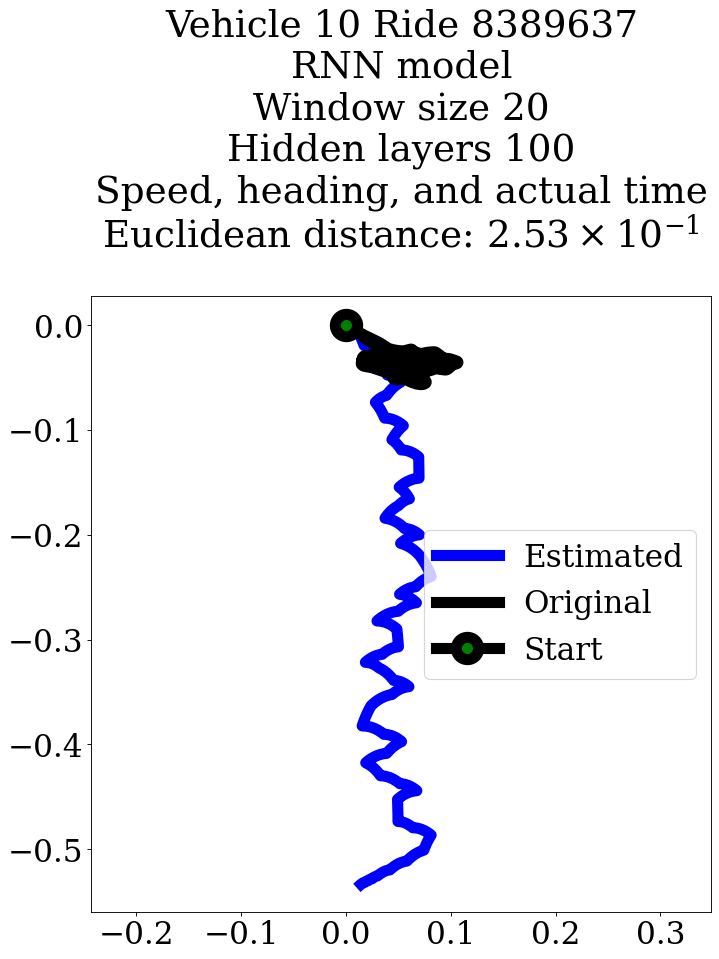 Vehicle 10 Ride 8389637
RNN model
Window size 20
Hidden layers 100
Speed, heading, and actual time
Euclidean distance: 2.53 × 10⁻¹
0.0
−0.1
−0.2
−0.3
−0.4
−0.5
Estimated
Original
Start
−0.2 −0.1 0.0 0.1 0.2 0.3